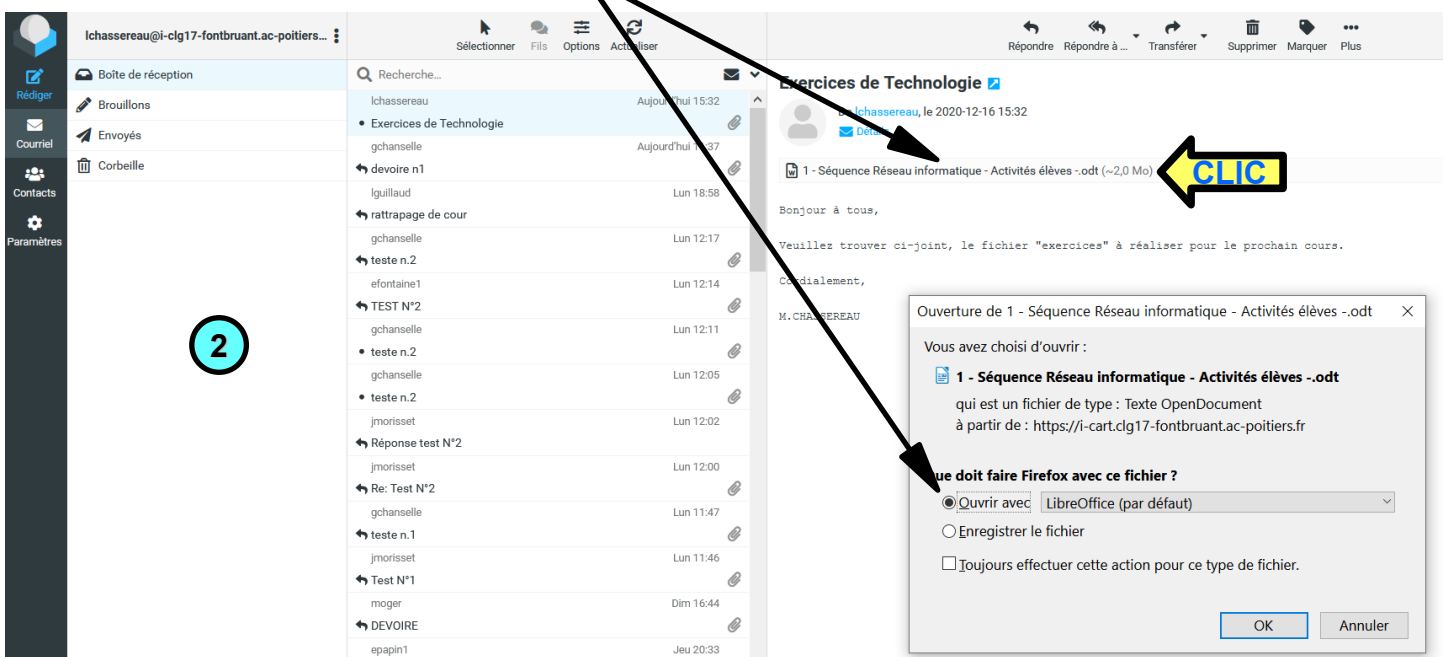 lchassereau@i-clg17-fontbruant.ac-poitiers...
Rédiger
Courriel
Contacts
Paramètres
Boîte de réception
Brouillons
Envoyés
Corbeille
2
Sélectionner Fils Options Actualiser
Recherche...
lchassereau Aujourd'hui 15:32
• Exercices de Technologie
gchanselle Aujourd'hui
devoire n1
lguillaud Lun 18:58
rattrapage de cour
gchanselle Lun 12:17
teste n.2
efontaine1 Lun 12:14
TEST N°2
gchanselle Lun 12:11
• teste n.2
gchanselle Lun 12:05
• teste n.2
jmorisset Lun 12:02
Réponse test N°2
jmorisset Lun 12:00
Re: Test N°2
gchanselle Lun 11:47
teste n.1
jmorisset Lun 11:46
Test N°1
moger Dim 16:44
DEVOIRE
epapin1 Jeu 20:33
Répondre Répondre à ... Transférer Supprimer Marquer Plus
Exercices de Technologie
De lchassereau, le 2020-12-16 15:32
Détails
1 - Séquence Réseau informatique - Activités élèves -.odt (~2,0 Mo)
CLIC
Bonjour à tous,
Veuillez trouver ci-joint, le fichier "exercices" à réaliser pour le prochain cours.
Cordialement,
M.CHASSEREAU
Ouverture de 1 - Séquence Réseau informatique - Activités élèves -.odt
Vous avez choisi d'ouvrir :
1 - Séquence Réseau informatique - Activités élèves -.odt
qui est un fichier de type : Texte OpenDocument
à partir de : https://i-cart.clg17-fontbruant.ac-poitiers.fr
Que doit faire Firefox avec ce fichier ?
Ouvrir avec LibreOffice (par défaut)
Enregistrer le fichier
Toujours effectuer cette action pour ce type de fichier.
OK Annuler